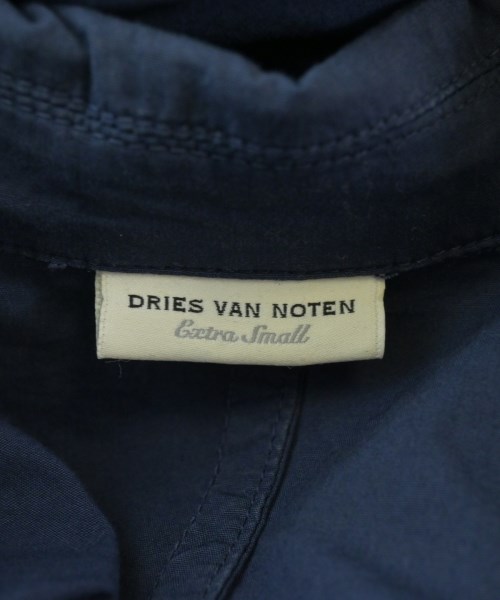 DRIES VAN NOTEN
Extra Small